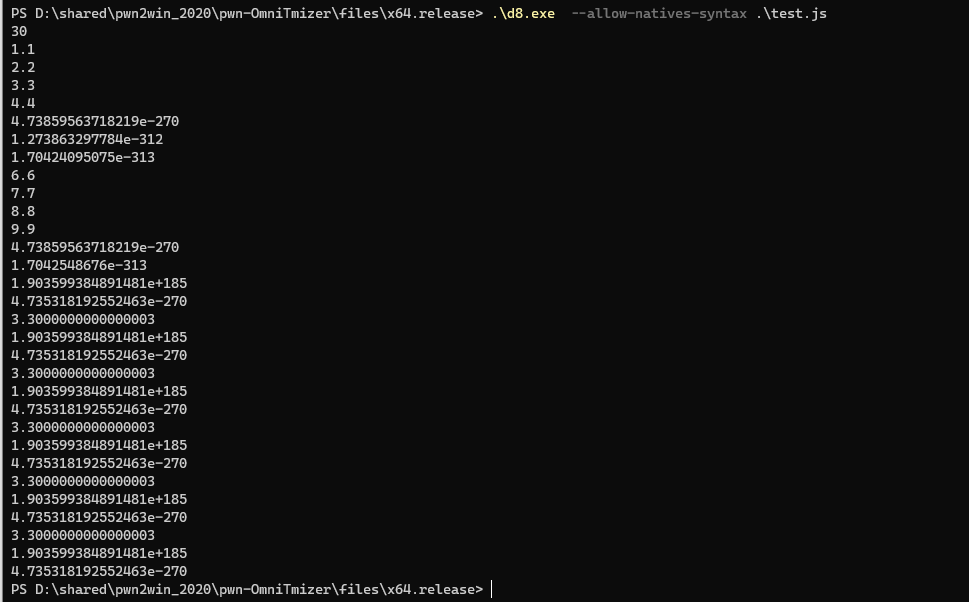 PS D:\shared\pwn2win_2020\pwn-OmniTmizer\files\x64.release> .\d8.exe  --allow-natives-syntax .\test.js
30
1.1
2.2
3.3
4.4
4.73859563718219e-270
1.273863297784e-312
1.70424095075e-313
6.6
7.7
8.8
9.9
4.73859563718219e-270
1.7042548676e-313
1.903599384891481e+185
4.735318192552463e-270
3.3000000000000003
1.903599384891481e+185
4.735318192552463e-270
3.3000000000000003
1.903599384891481e+185
4.735318192552463e-270
3.3000000000000003
1.903599384891481e+185
4.735318192552463e-270
3.3000000000000003
1.903599384891481e+185
4.735318192552463e-270
3.3000000000000003
1.903599384891481e+185
4.735318192552463e-270
PS D:\shared\pwn2win_2020\pwn-OmniTmizer\files\x64.release>